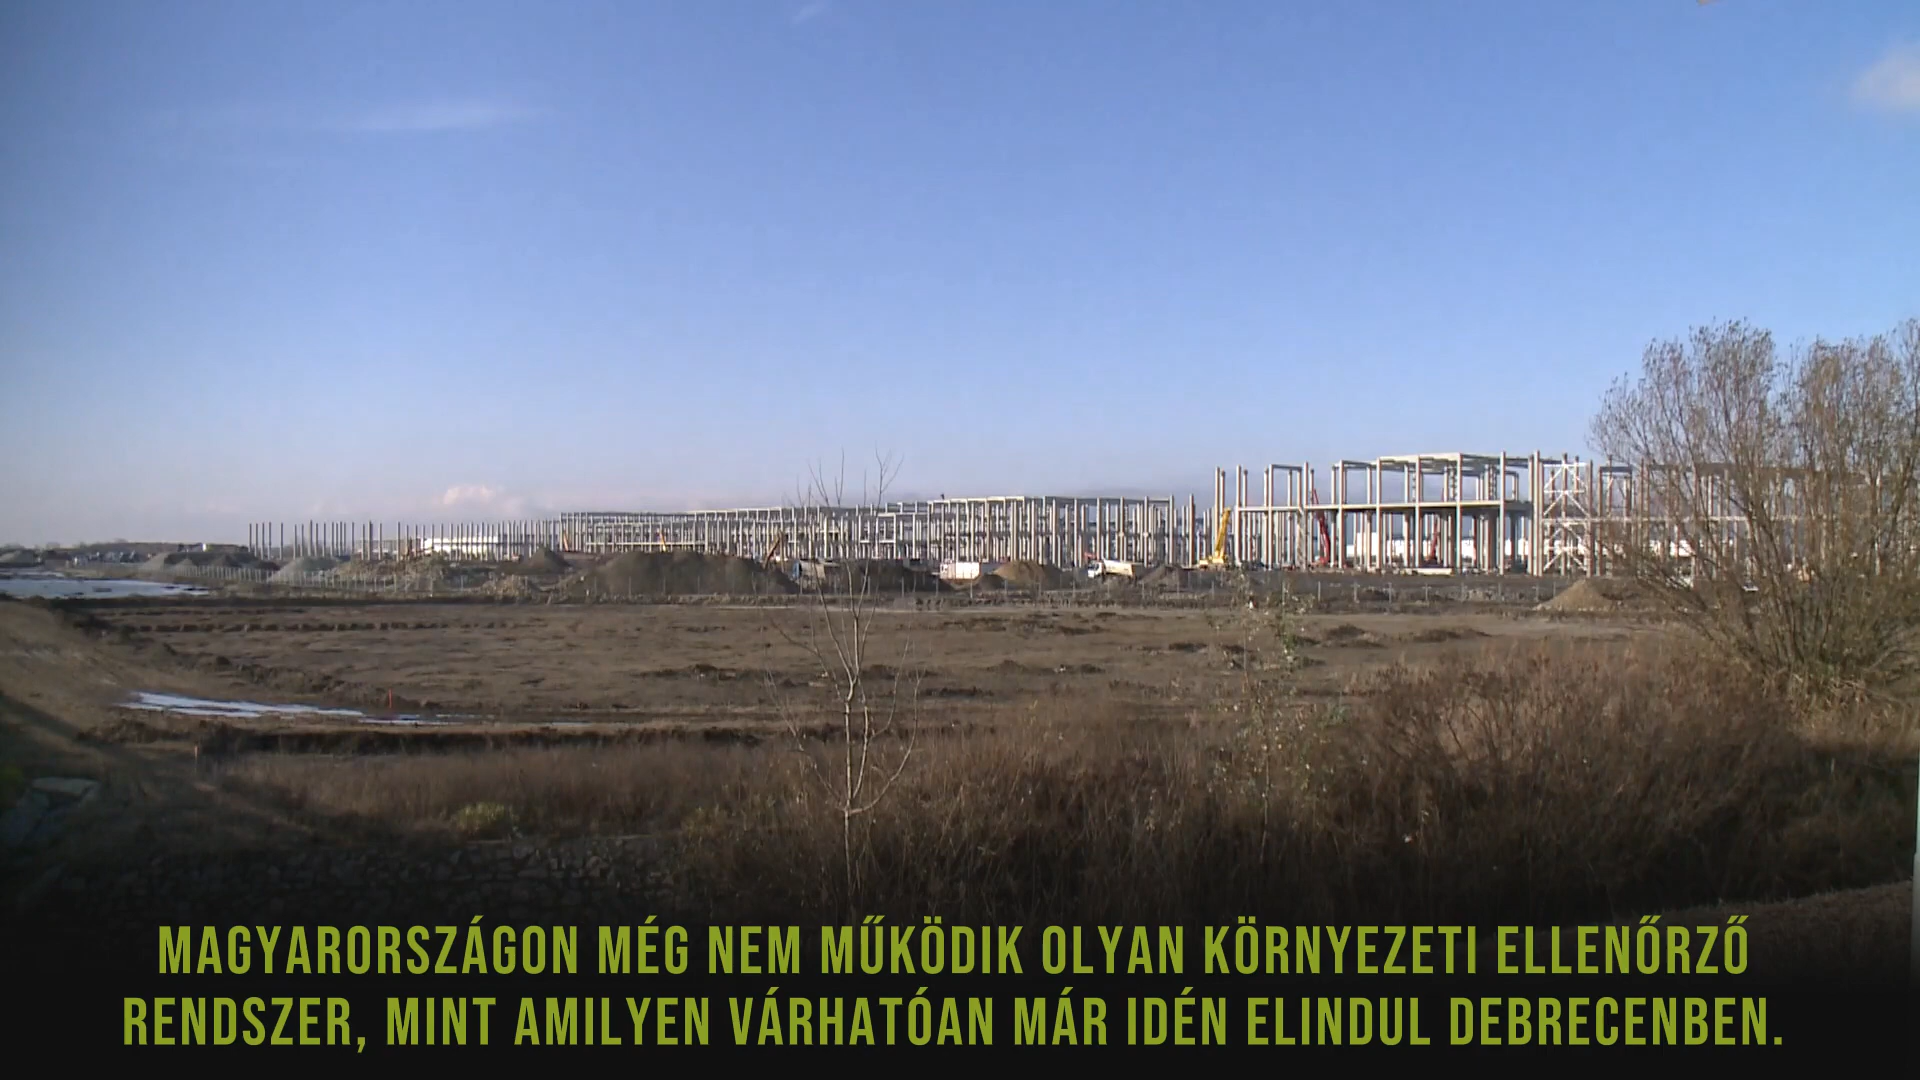 MAGYARORSZÁGON MÉG NEM MŰKÖDIK OLYAN KÖRNYEZETI ELLENŐRZŐ
RENDSZER, MINT AMILYEN VÁRHATÓAN MÁR IDÉN ELINDUL DEBRECENBEN.